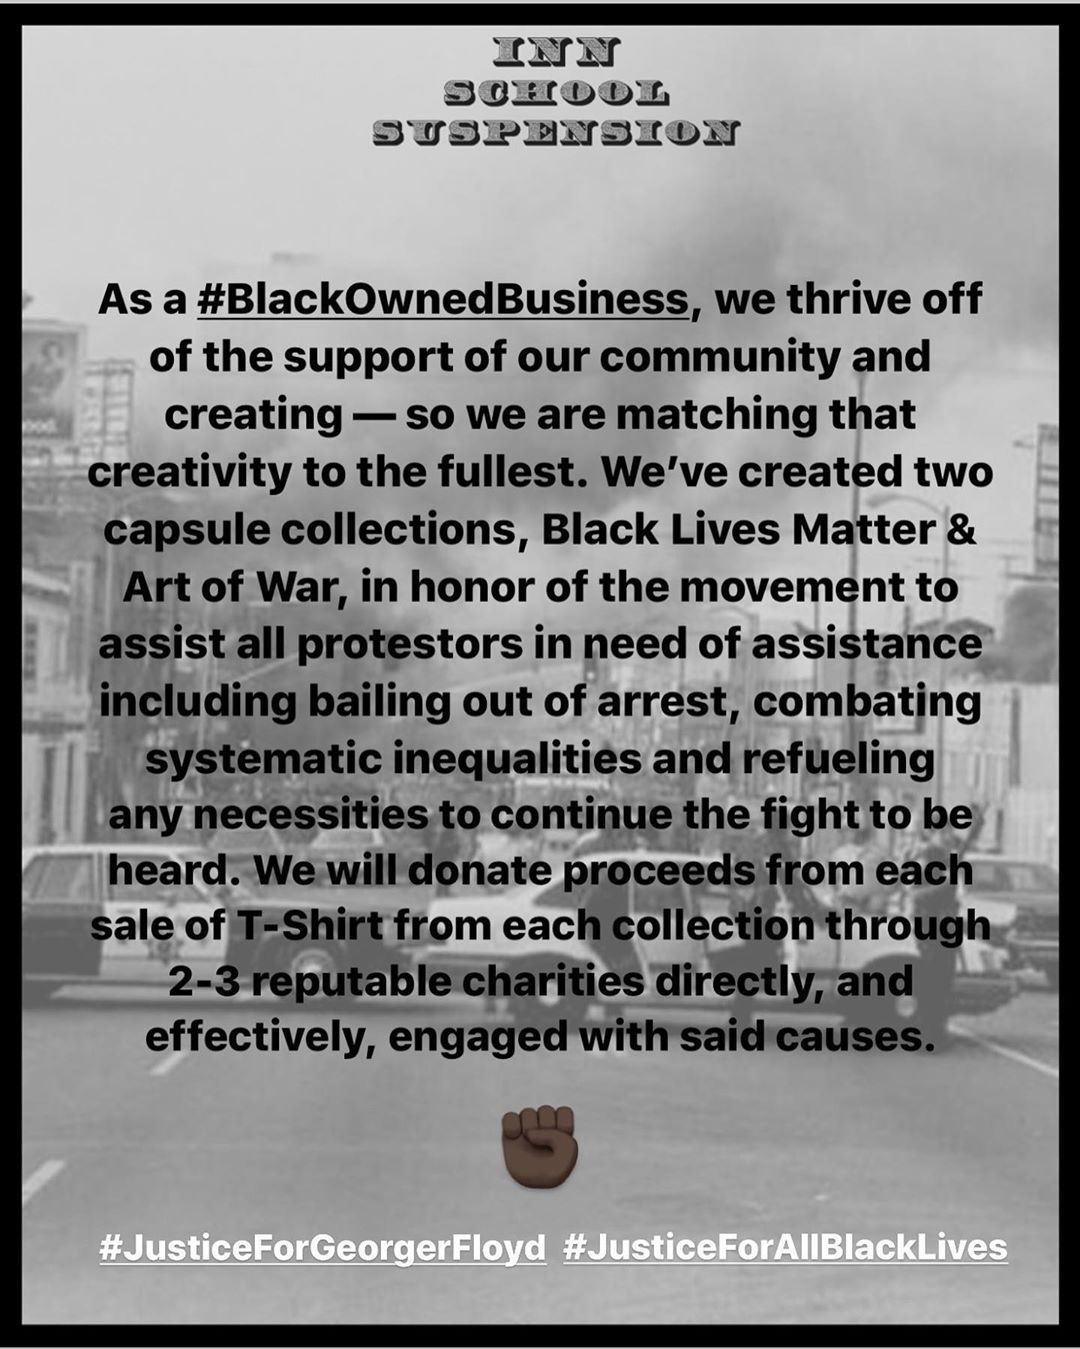 INN
SCHOOL
SUSPENSION
As a #BlackOwnedBusiness, we thrive off
of the support of our community and
creating — so we are matching that
creativity to the fullest. We’ve created two
capsule collections, Black Lives Matter &
Art of War, in honor of the movement to
assist all protestors in need of assistance
including bailing out of arrest, combating
systematic inequalities and refueling
any necessities to continue the fight to be
heard. We will donate proceeds from each
sale of T-Shirt from each collection through
2-3 reputable charities directly, and
effectively, engaged with said causes.
#JusticeForGeorgerFloyd #JusticeForAllBlackLives